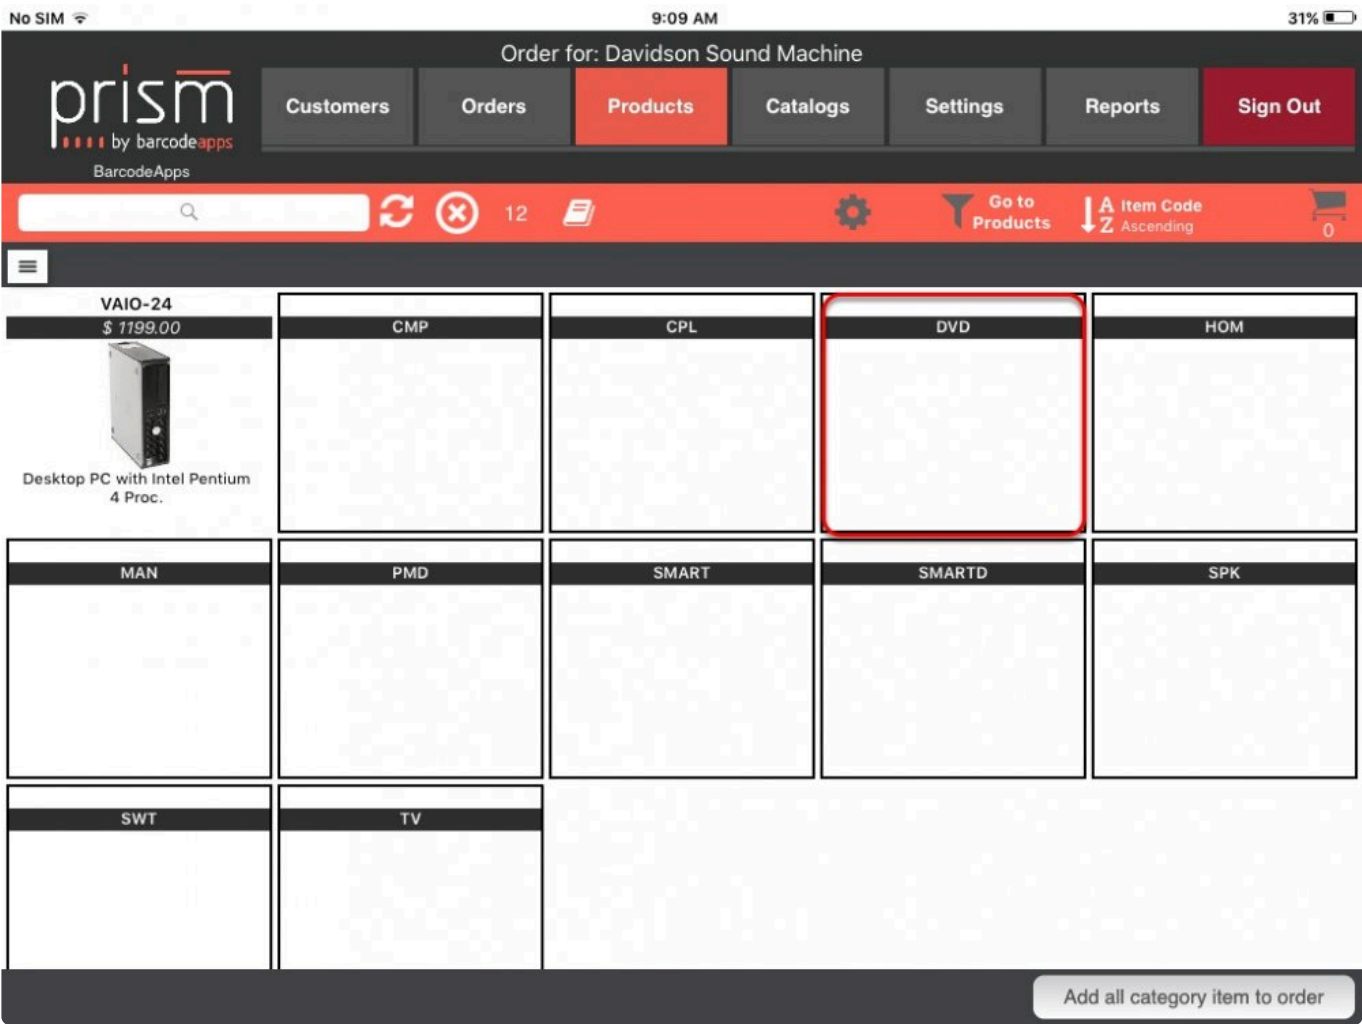 No SIM 9:09 AM 31%
Order for: Davidson Sound Machine
prism
by barcodeapps
BarcodeApps
Customers Orders Products Catalogs Settings Reports Sign Out
12
Go to
Products
A
Z
Item Code
Ascending
0
VAIO-24
$ 1199.00
Desktop PC with Intel Pentium
4 Proc.
CMP CPL DVD HOM
MAN PMD SMART SMARTD SPK
SWT TV
Add all category item to order